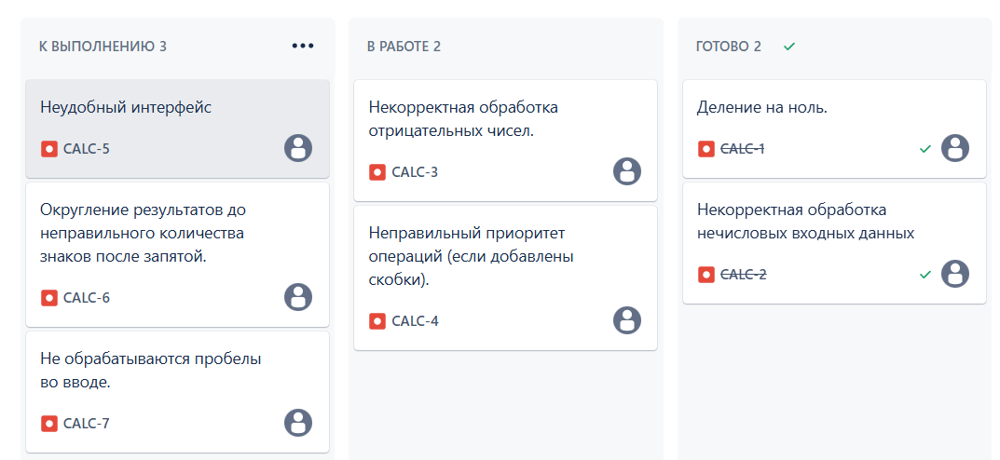 К ВЫПОЛНЕНИЮ 3
Неудобный интерфейс
CALC-5
Округление результатов до
неправильного количества
знаков после запятой.
CALC-6
Не обрабатываются пробелы
во вводе.
CALC-7
В РАБОТЕ 2
Некорректная обработка
отрицательных чисел.
CALC-3
Неправильный приоритет
операций (если добавлены
скобки).
CALC-4
ГОТОВО 2
Деление на ноль.
CALC-1
Некорректная обработка
нечисловых входных данных
CALC-2